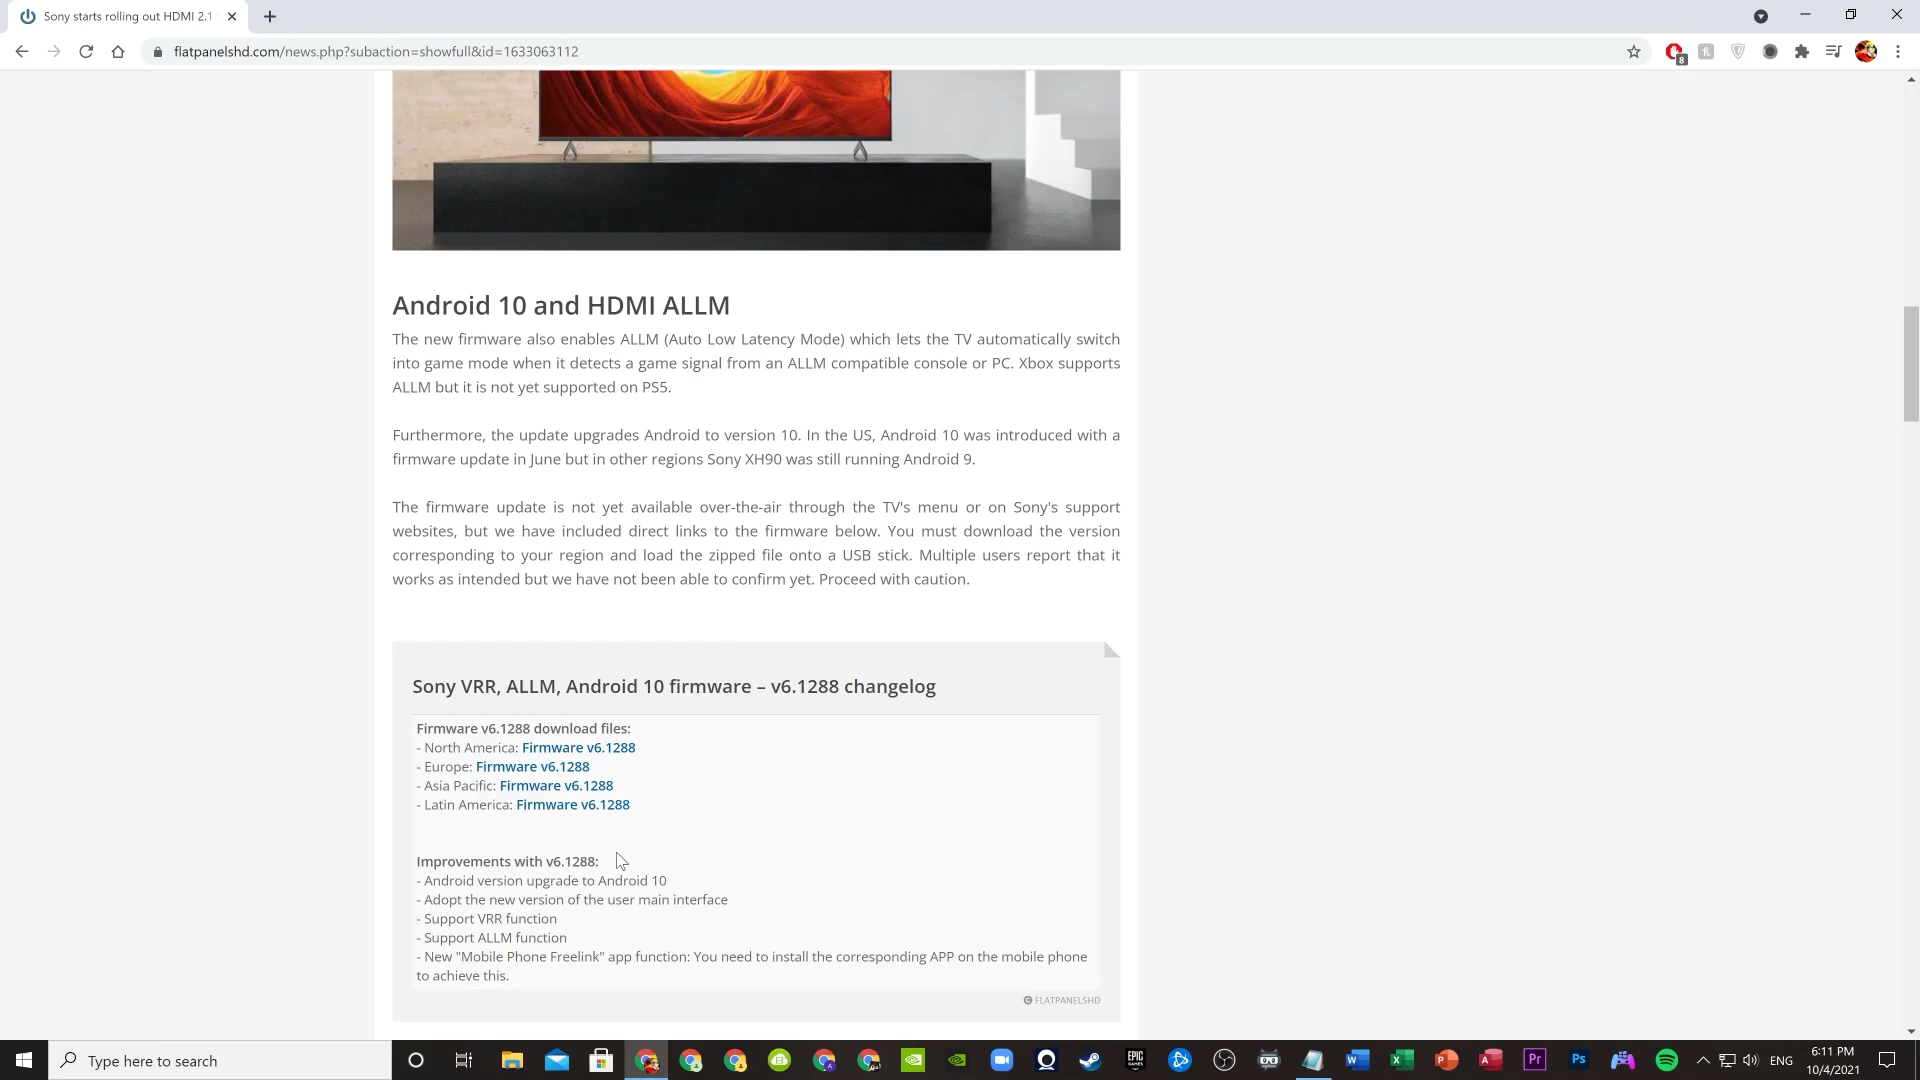 Sony starts rolling out HDMI 2.1
flatpanelshd.com/news.php?subaction=showfull&id=1633063112
8
Android 10 and HDMI ALLM
The new firmware also enables ALLM (Auto Low Latency Mode) which lets the TV automatically switch
into game mode when it detects a game signal from an ALLM compatible console or PC. Xbox supports
ALLM but it is not yet supported on PS5.
Furthermore, the update upgrades Android to version 10. In the US, Android 10 was introduced with a
firmware update in June but in other regions Sony XH90 was still running Android 9.
The firmware update is not yet available over-the-air through the TV's menu or on Sony's support
websites, but we have included direct links to the firmware below. You must download the version
corresponding to your region and load the zipped file onto a USB stick. Multiple users report that it
works as intended but we have not been able to confirm yet. Proceed with caution.
Sony VRR, ALLM, Android 10 firmware – v6.1288 changelog
Firmware v6.1288 download files:
- North America: Firmware v6.1288
- Europe: Firmware v6.1288
- Asia Pacific: Firmware v6.1288
- Latin America: Firmware v6.1288
Improvements with v6.1288:
- Android version upgrade to Android 10
- Adopt the new version of the user main interface
- Support VRR function
- Support ALLM function
- New "Mobile Phone Freelink" app function: You need to install the corresponding APP on the mobile phone
to achieve this.
© FLATPANELSHD
Type here to search
EPIC
GAMES
W
X
P
A
Pr
Ps
ENG
6:11 PM
10/4/2021